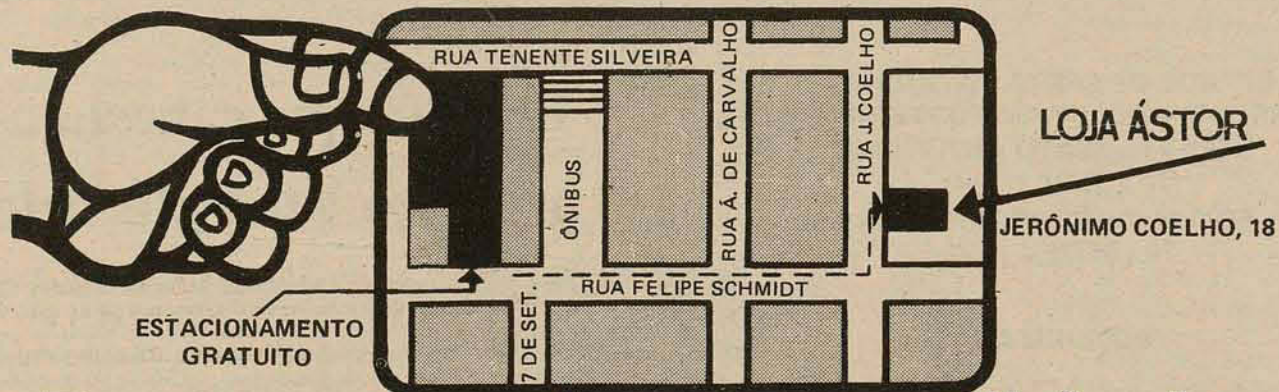 RUA TENENTE SILVEIRA
RUA Á. DE CARVALHO
RUA J. COELHO
ÔNIBUS
LOJA ÁSTOR
JERÔNIMO COELHO, 18
RUA FELIPE SCHMIDT
7 DE SET.
ESTACIONAMENTO
GRATUITO